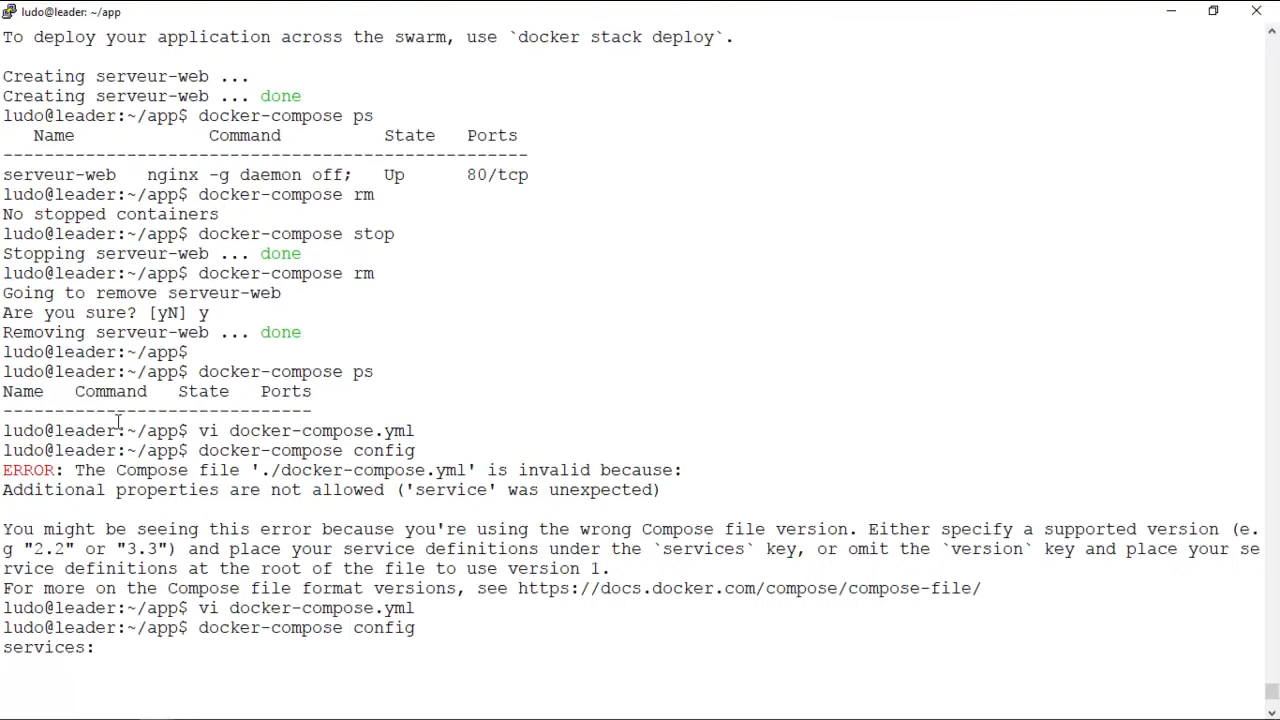 ludo@leader: ~/app
To deploy your application across the swarm, use `docker stack deploy`.
Creating serveur-web ...
Creating serveur-web ... done
ludo@leader:~/app$ docker-compose ps
Name Command State Ports
----------------------------------------------------
serveur-web nginx -g daemon off; Up 80/tcp
ludo@leader:~/app$ docker-compose rm
No stopped containers
ludo@leader:~/app$ docker-compose stop
Stopping serveur-web ... done
ludo@leader:~/app$ docker-compose rm
Going to remove serveur-web
Are you sure? [yN] y
Removing serveur-web ... done
ludo@leader:~/app$
ludo@leader:~/app$ docker-compose ps
Name Command State Ports
------------------------------
ludo@leader:~/app$ vi docker-compose.yml
ludo@leader:~/app$ docker-compose config
ERROR: The Compose file './docker-compose.yml' is invalid because:
Additional properties are not allowed ('service' was unexpected)
You might be seeing this error because you're using the wrong Compose file version. Either specify a supported version (e.
g "2.2" or "3.3") and place your service definitions under the `services` key, or omit the `version` key and place your se
rvice definitions at the root of the file to use version 1.
For more on the Compose file format versions, see https://docs.docker.com/compose/compose-file/
ludo@leader:~/app$ vi docker-compose.yml
ludo@leader:~/app$ docker-compose config
services: